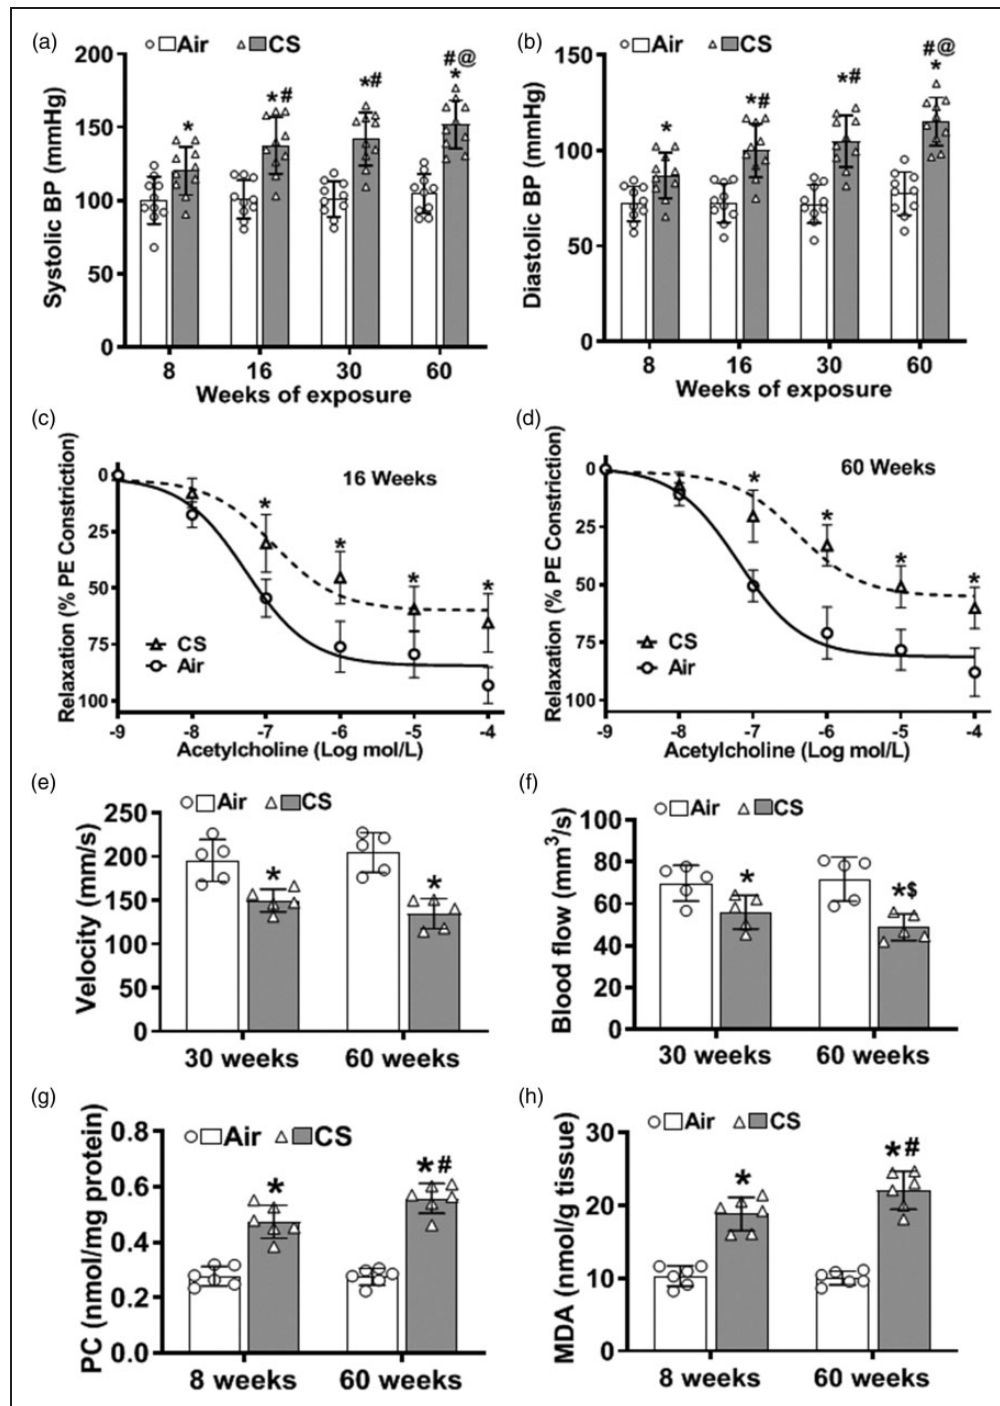 (a)
Air CS
Systolic BP (mmHg)
200
150
100
50
0
*
*#
*#
#@
*
8 16 30 60
Weeks of exposure
(b)
Air CS
Diastolic BP (mmHg)
150
100
50
0
*
*#
*#
#@
*
8 16 30 60
Weeks of exposure
(c)
16 Weeks
Relaxation (% PE Constriction)
0
25
50
75
100
* * * *
CS
Air
-9 -8 -7 -6 -5 -4
Acetylcholine (Log mol/L)
(d)
60 Weeks
Relaxation (% PE Constriction)
0
25
50
75
100
* * * *
CS
Air
-9 -8 -7 -6 -5 -4
Acetylcholine (Log mol/L)
(e)
Air CS
Velocity (mm/s)
250
200
150
100
50
0
* *
30 weeks 60 weeks
(f)
Air CS
Blood flow (mm³/s)
100
80
60
40
20
0
* *$
30 weeks 60 weeks
(g)
Air CS
PC (nmol/mg protein)
0.8
0.6
0.4
0.2
0.0
* *#
8 weeks 60 weeks
(h)
Air CS
MDA (nmol/g tissue)
30
20
10
0
* *#
8 weeks 60 weeks